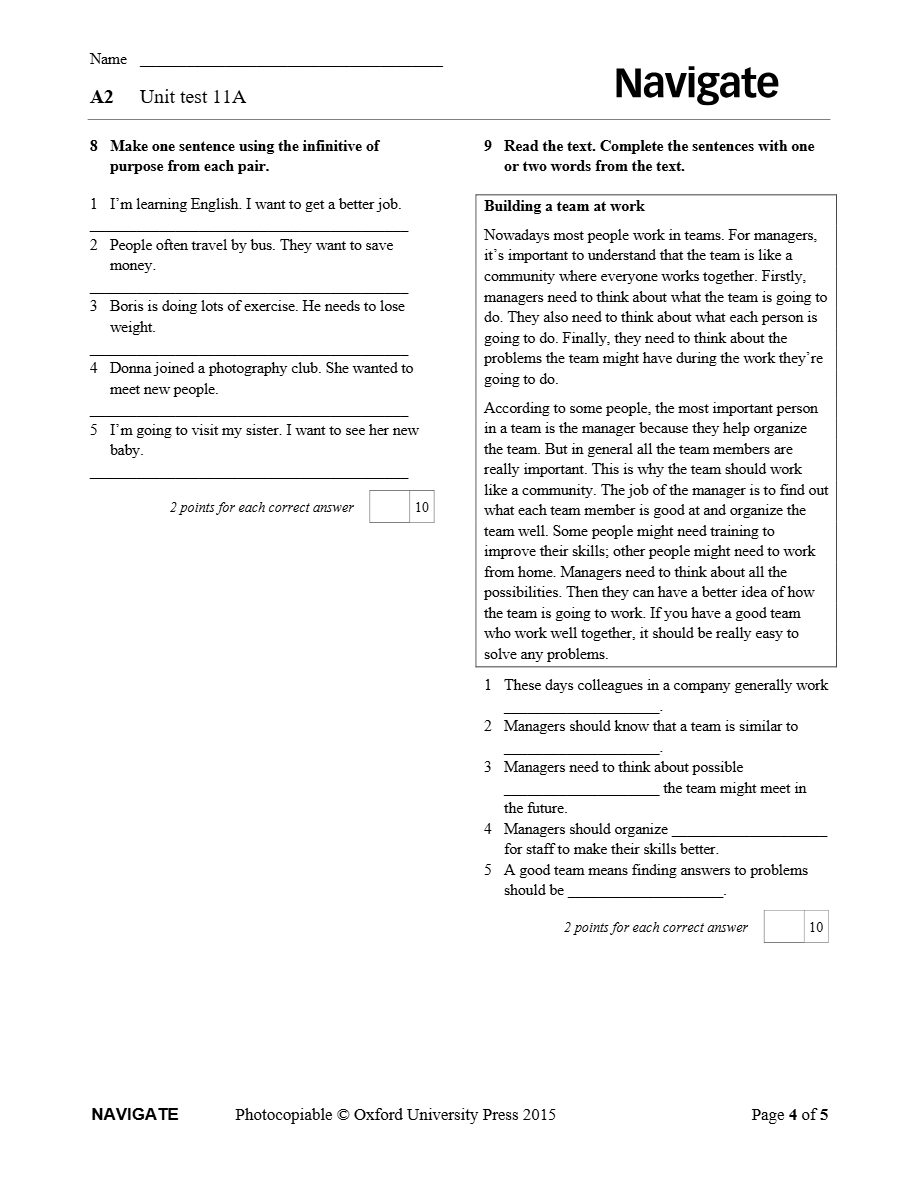 Name
A2 Unit test 11A
Navigate
8 Make one sentence using the infinitive of
purpose from each pair.
1 I’m learning English. I want to get a better job.
2 People often travel by bus. They want to save
money.
3 Boris is doing lots of exercise. He needs to lose
weight.
4 Donna joined a photography club. She wanted to
meet new people.
5 I’m going to visit my sister. I want to see her new
baby.
2 points for each correct answer 10
9 Read the text. Complete the sentences with one
or two words from the text.
Building a team at work
Nowadays most people work in teams. For managers,
it’s important to understand that the team is like a
community where everyone works together. Firstly,
managers need to think about what the team is going to
do. They also need to think about what each person is
going to do. Finally, they need to think about the
problems the team might have during the work they’re
going to do.
According to some people, the most important person
in a team is the manager because they help organize
the team. But in general all the team members are
really important. This is why the team should work
like a community. The job of the manager is to find out
what each team member is good at and organize the
team well. Some people might need training to
improve their skills; other people might need to work
from home. Managers need to think about all the
possibilities. Then they can have a better idea of how
the team is going to work. If you have a good team
who work well together, it should be really easy to
solve any problems.
1 These days colleagues in a company generally work
____________________.
2 Managers should know that a team is similar to
____________________.
3 Managers need to think about possible
____________________ the team might meet in
the future.
4 Managers should organize ____________________
for staff to make their skills better.
5 A good team means finding answers to problems
should be ____________________.
2 points for each correct answer 10
NAVIGATE Photocopiable © Oxford University Press 2015 Page 4 of 5